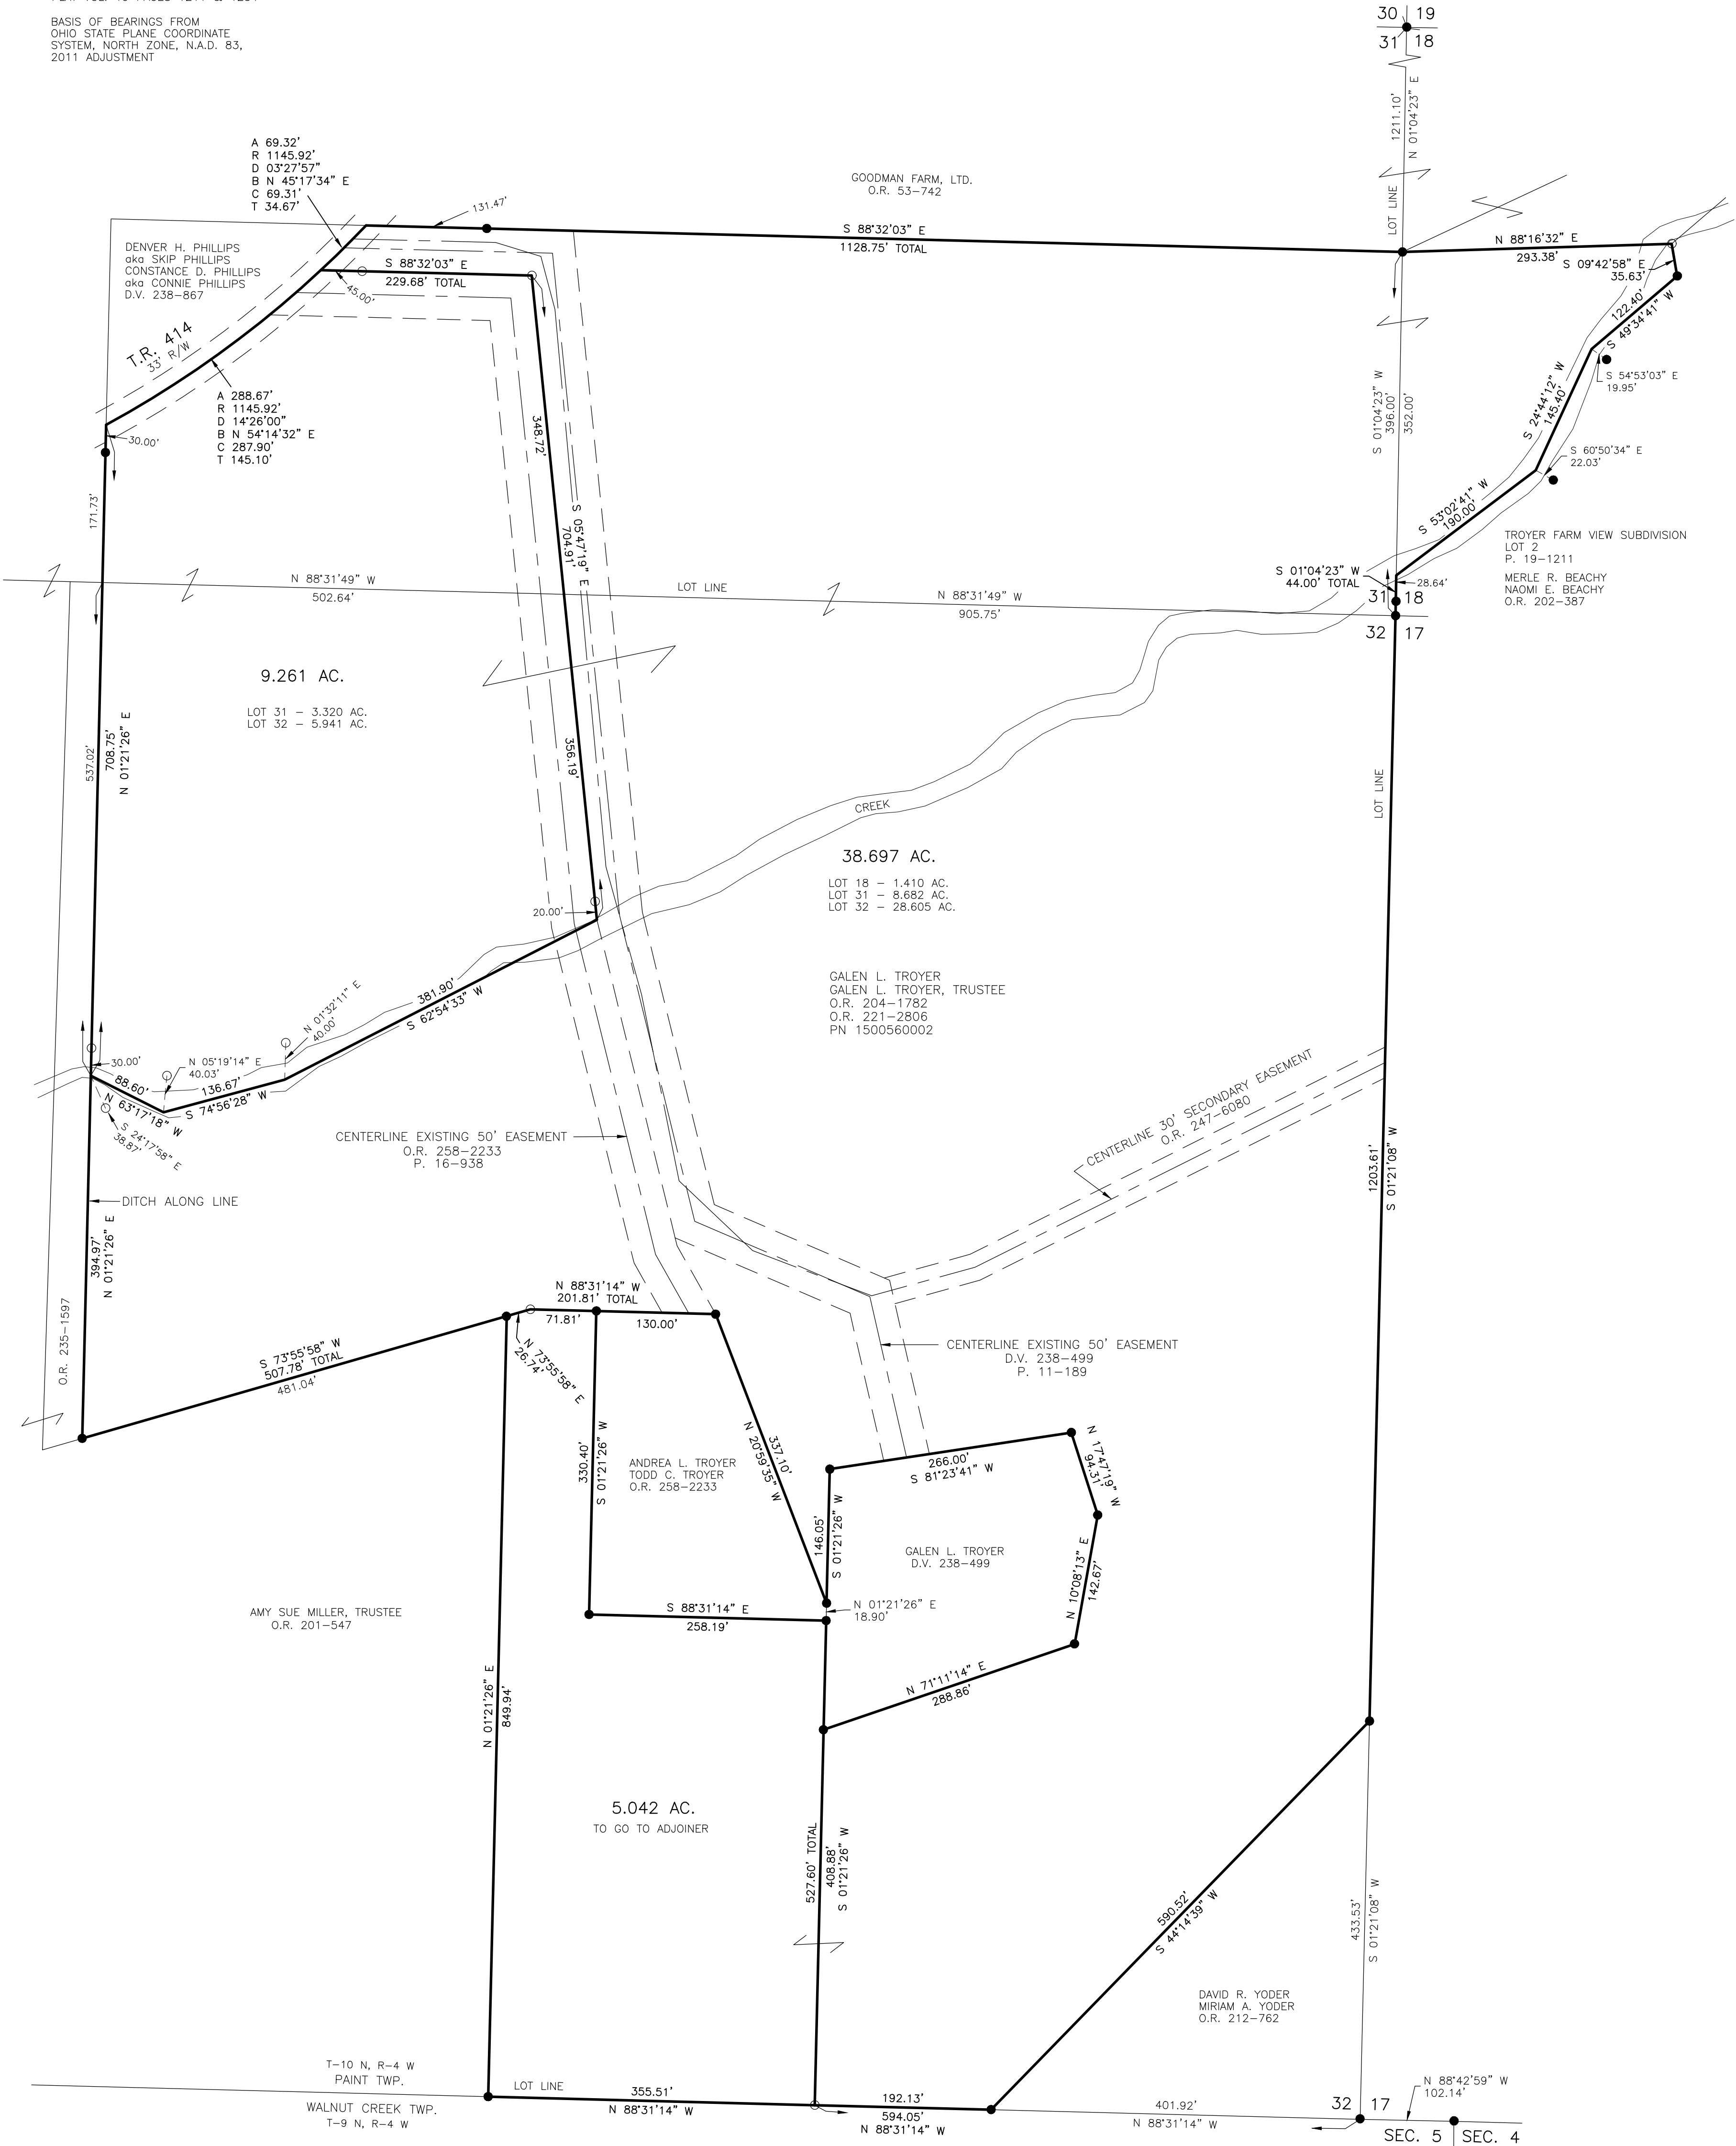 BASIS OF BEARINGS FROM
OHIO STATE PLANE COORDINATE
SYSTEM, NORTH ZONE, N.A.D. 83,
2011 ADJUSTMENT
30 19
31 18
1211.10'
N 01°04'23" E
LOT LINE
A 69.32'
R 1145.92'
D 03°27'57"
B N 45°17'34" E
C 69.31'
T 34.67'
131.47'
GOODMAN FARM, LTD.
O.R. 53-742
S 88°32'03" E
1128.75' TOTAL
N 88°16'32" E
293.38'
S 09°42'58" E
35.63'
122.40'
S 49°34'41" W
S 54°53'03" E
19.95'
S 24°44'12" W
145.40'
S 60°50'34" E
22.03'
S 53°02'41" W
190.00'
DENVER H. PHILLIPS
aka SKIP PHILLIPS
CONSTANCE D. PHILLIPS
aka CONNIE PHILLIPS
D.V. 238-867
S 88°32'03" E
229.68' TOTAL
45.00'
T.R. 414
33' R/W
A 288.67'
R 1145.92'
D 14°26'00"
B N 54°14'32" E
C 287.90'
T 145.10'
30.00'
171.73'
348.72'
S 05°47'19" E
704.91'
356.19'
S 01°04'23" W
396.00'
352.00'
TROYER FARM VIEW SUBDIVISION
LOT 2
P. 19-1211
MERLE R. BEACHY
NAOMI E. BEACHY
O.R. 202-387
S 01°04'23" W
44.00' TOTAL
28.64'
31 18
32 17
N 88°31'49" W
502.64'
LOT LINE
N 88°31'49" W
905.75'
9.261 AC.
LOT 31 - 3.320 AC.
LOT 32 - 5.941 AC.
537.02'
708.75'
N 01°21'26" E
LOT LINE
CREEK
38.697 AC.
LOT 18 - 1.410 AC.
LOT 31 - 8.682 AC.
LOT 32 - 28.605 AC.
20.00'
GALEN L. TROYER
GALEN L. TROYER, TRUSTEE
O.R. 204-1782
O.R. 221-2806
PN 1500560002
381.90'
S 62°54'33" W
N 01°32'11" E
40.00'
N 05°19'14" E
40.03'
30.00'
88.60'
N 63°17'18" W
136.67'
S 74°56'28" W
S 24°17'58" E
38.87'
CENTERLINE EXISTING 50' EASEMENT
O.R. 258-2233
P. 16-938
CENTERLINE 30' SECONDARY EASEMENT
O.R. 247-6080
1203.61'
S 01°21'08" W
DITCH ALONG LINE
394.97'
N 01°21'26" E
O.R. 235-1597
N 88°31'14" W
201.81' TOTAL
71.81'
130.00'
N 73°55'58" E
26.74'
S 73°55'58" W
507.78' TOTAL
481.04'
CENTERLINE EXISTING 50' EASEMENT
D.V. 238-499
P. 11-189
330.40'
S 01°21'26" W
ANDREA L. TROYER
TODD C. TROYER
O.R. 258-2233
337.10'
N 20°59'35" W
266.00'
S 81°23'41" W
N 17°47'19" W
94.31'
146.05'
S 01°21'26" W
GALEN L. TROYER
D.V. 238-499
N 10°08'13" E
142.67'
S 88°31'14" E
258.19'
N 01°21'26" E
18.90'
AMY SUE MILLER, TRUSTEE
O.R. 201-547
N 01°21'26" E
849.94'
N 71°11'14" E
288.86'
5.042 AC.
TO GO TO ADJOINER
527.60' TOTAL
408.88'
S 01°21'26" W
590.52'
S 44°14'39" W
433.53'
S 01°21'08" W
DAVID R. YODER
MIRIAM A. YODER
O.R. 212-762
T-10 N, R-4 W
PAINT TWP.
WALNUT CREEK TWP.
T-9 N, R-4 W
LOT LINE
355.51'
N 88°31'14" W
192.13'
594.05'
N 88°31'14" W
401.92'
N 88°31'14" W
32 17
N 88°42'59" W
102.14'
SEC. 5
SEC. 4